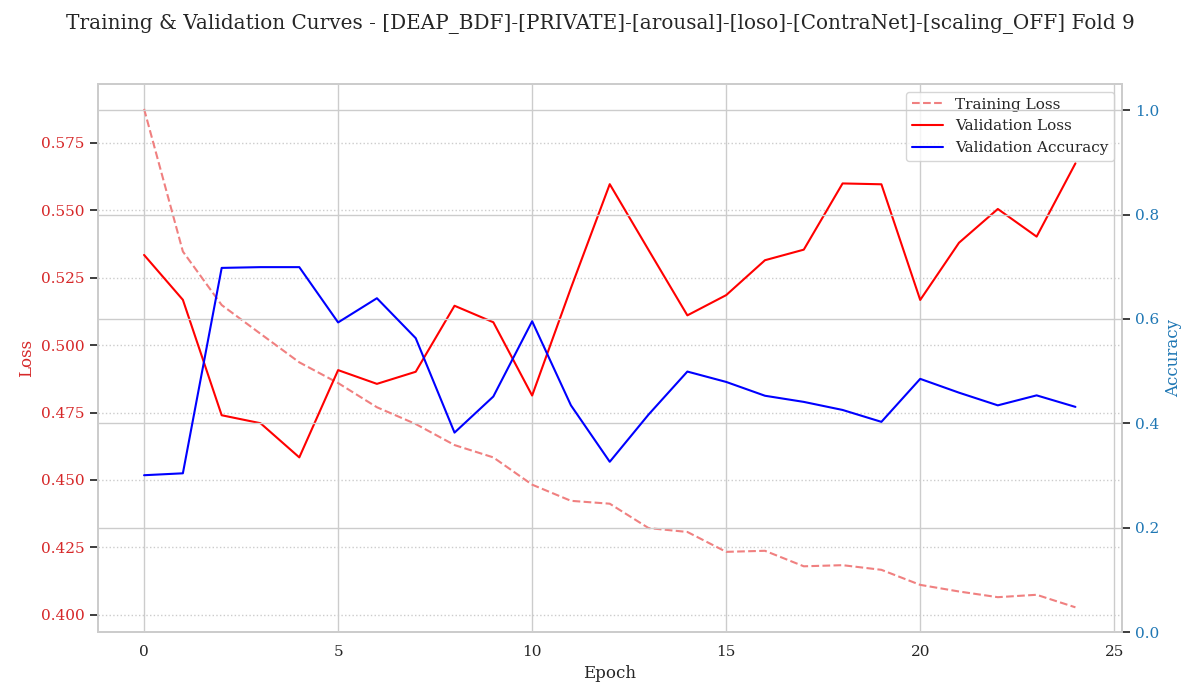 Training & Validation Curves - [DEAP_BDF]-[PRIVATE]-[arousal]-[loso]-[ContraNet]-[scaling_OFF] Fold 9
Training Loss
Validation Loss
Validation Accuracy
Loss
0.575
0.550
0.525
0.500
0.475
0.450
0.425
0.400
1.0
0.8
0.6
0.4
0.2
0.0
Accuracy
0
5
10
15
20
25
Epoch